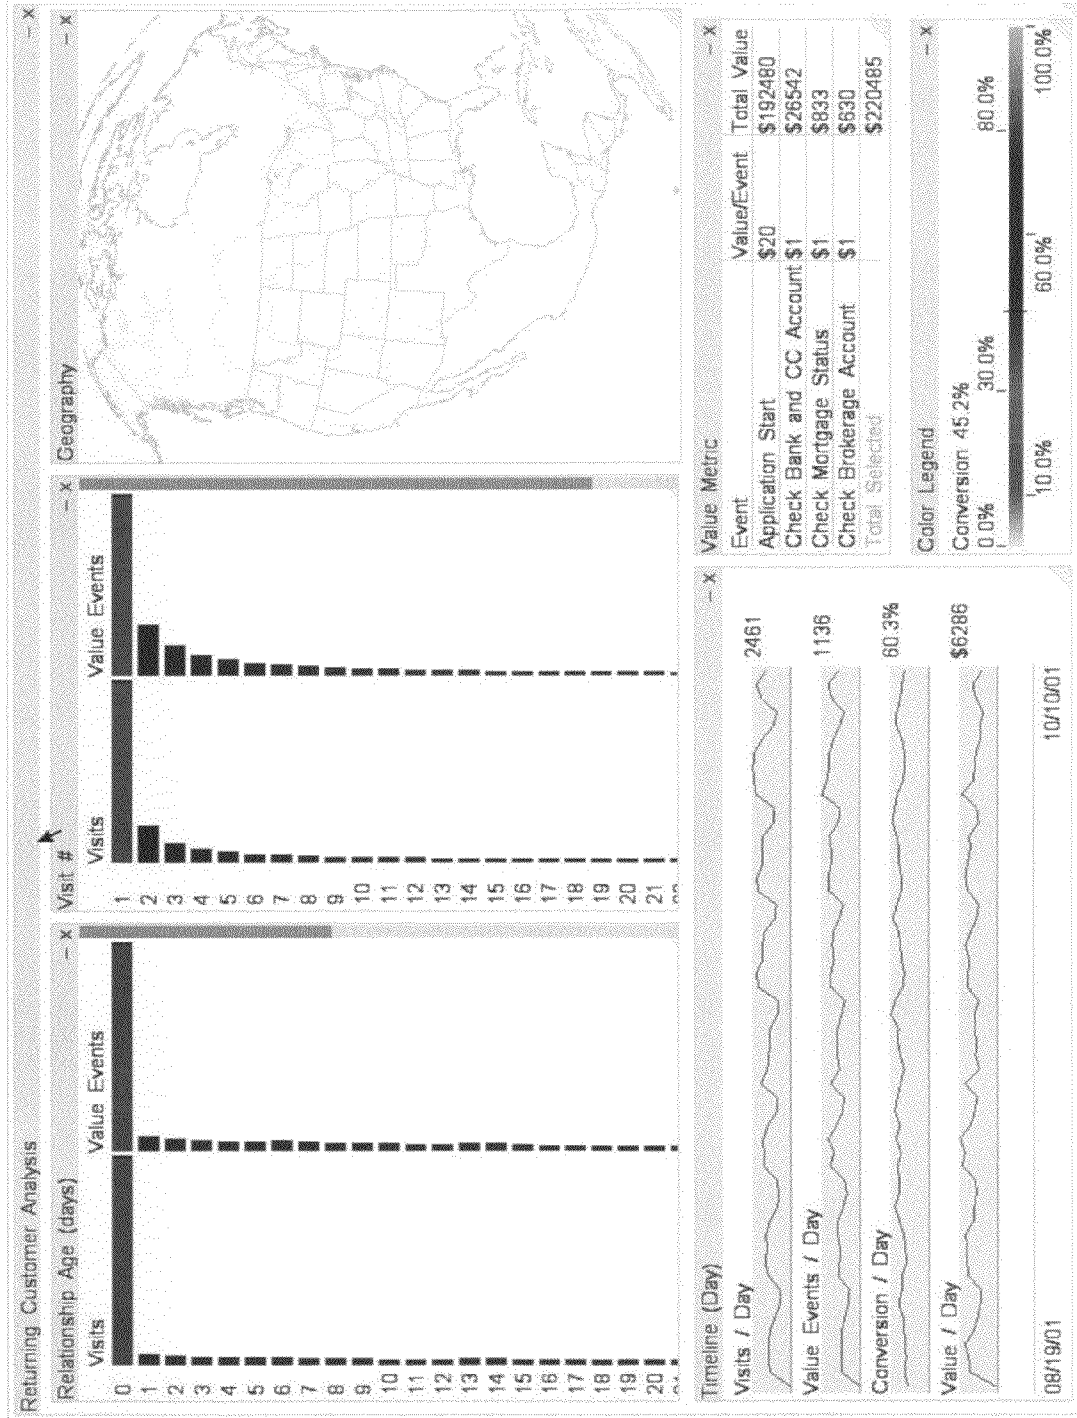 Returning Customer Analysis – x
Relationship Age (days) – x
Visits Value Events
0
1
2
3
4
5
6
7
8
9
10
11
12
13
14
15
16
17
18
19
20
Visit # – x
Visits Value Events
1
2
3
4
5
6
7
8
9
10
11
12
13
14
15
16
17
18
19
20
21
Geography – x
Timeline (Day) – x
Visits / Day 2461
Value Events / Day 1136
Conversion / Day 60.3%
Value / Day $6286
08/19/01 10/10/01
Value Metric – x
Event Value/Event Total Value
Application Start $20 $192480
Check Bank and CC Account $1 $26542
Check Mortgage Status $1 $833
Check Brokerage Account $1 $630
Total Selected $220485
Color Legend – x
Conversion 45.2%
0.0% 30.0% 80.0%
10.0% 60.0% 100.0%